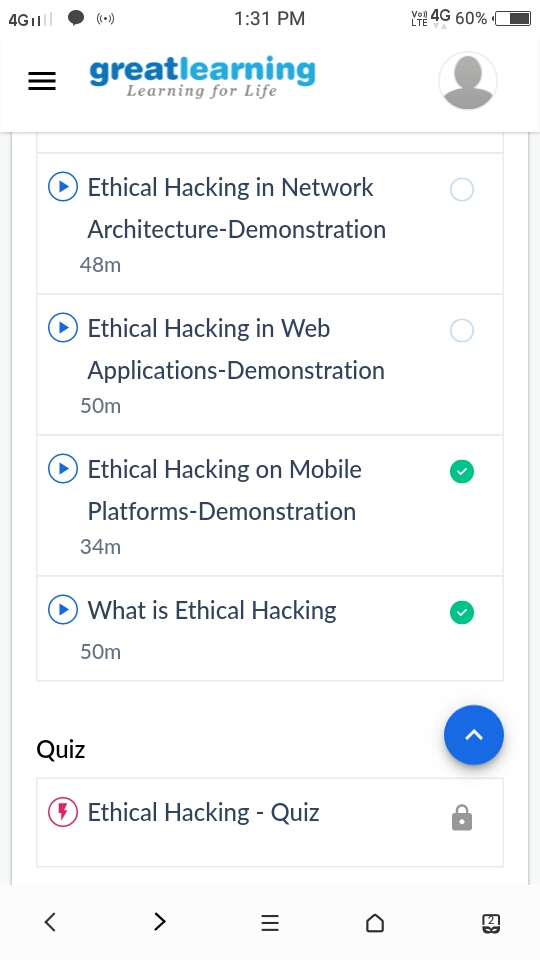 4G 1:31 PM Vo) LTE 4G 60%
greatlearning
Learning for Life
Ethical Hacking in Network
Architecture-Demonstration
48m
Ethical Hacking in Web
Applications-Demonstration
50m
Ethical Hacking on Mobile
Platforms-Demonstration
34m
What is Ethical Hacking
50m
Quiz
Ethical Hacking - Quiz
2